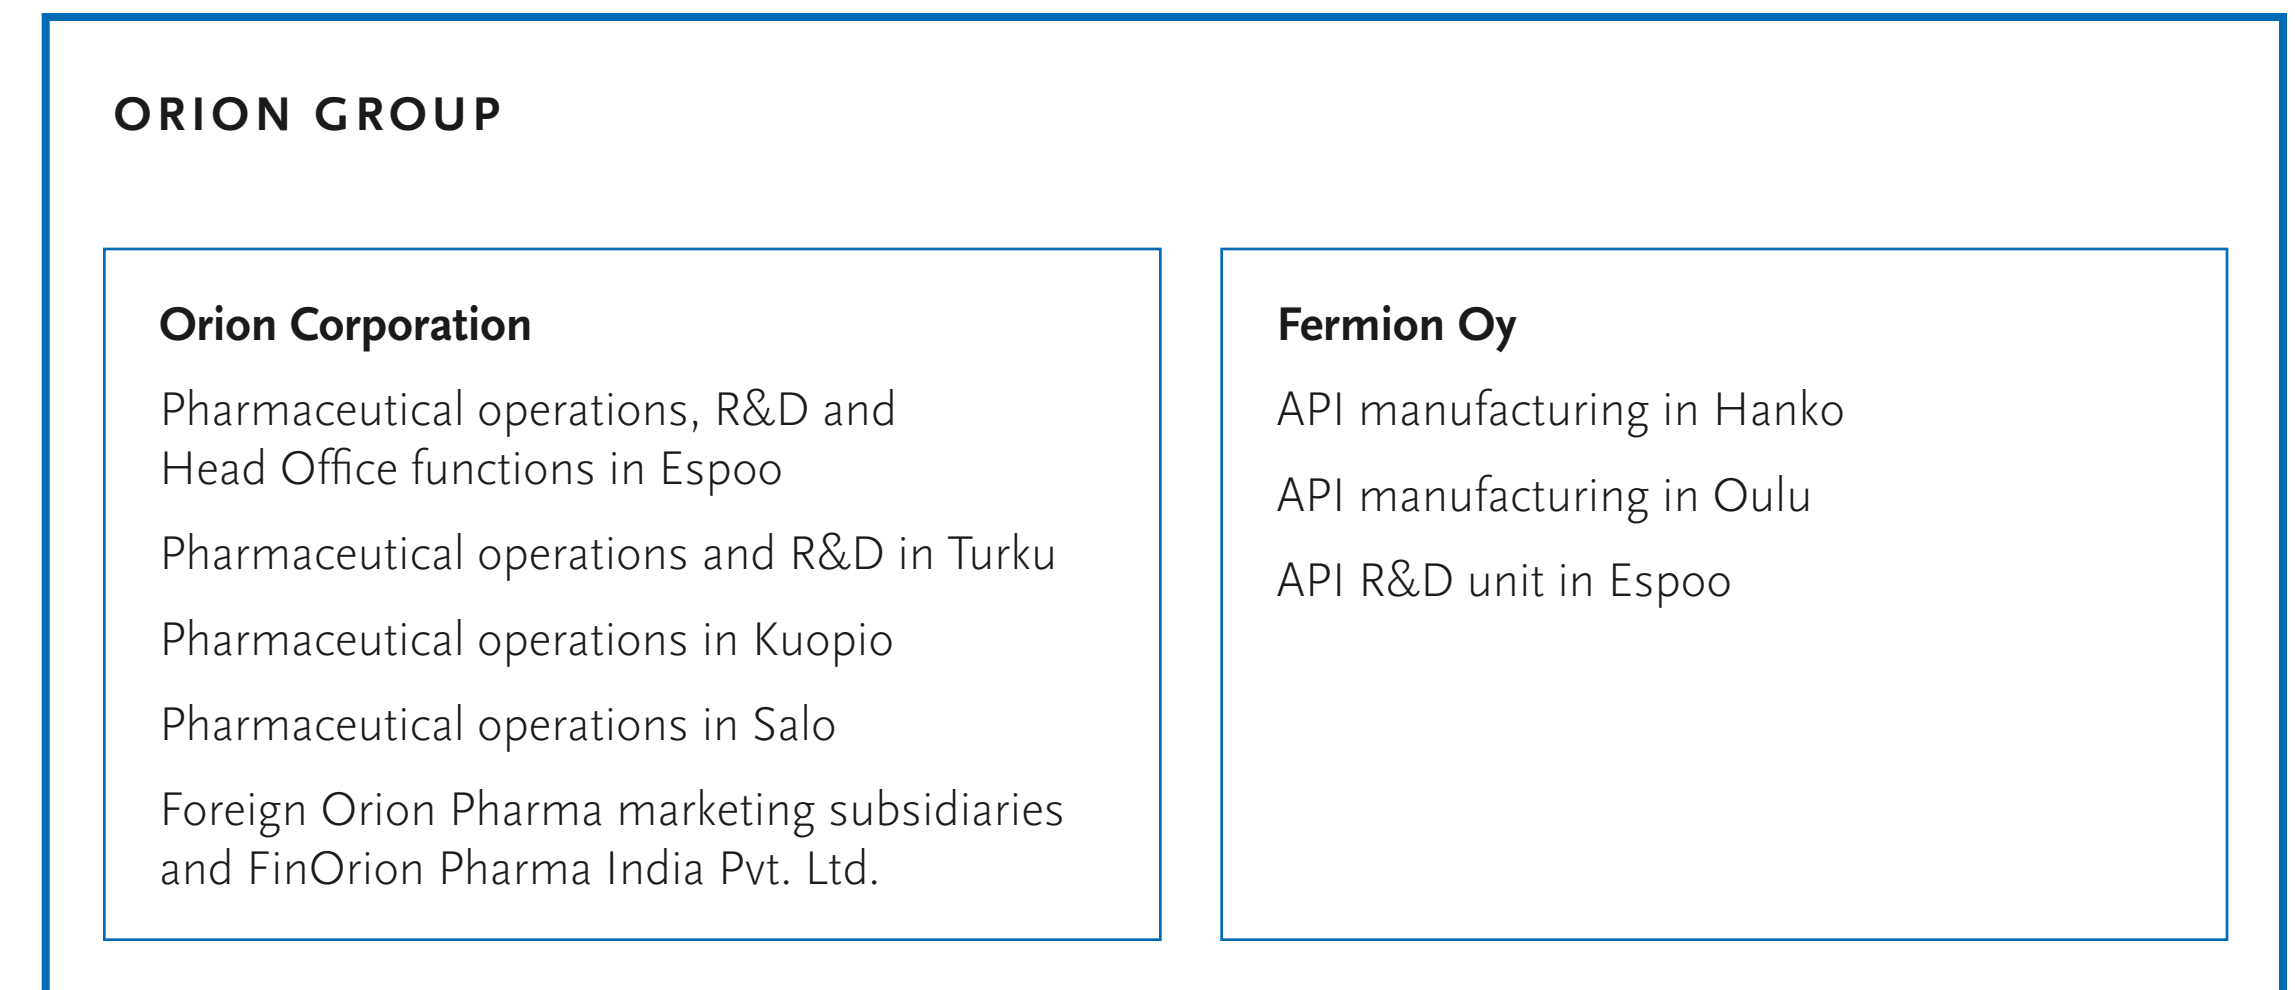 ORION GROUP
Orion Corporation
Pharmaceutical operations, R&D and
Head Office functions in Espoo
Pharmaceutical operations and R&D in Turku
Pharmaceutical operations in Kuopio
Pharmaceutical operations in Salo
Foreign Orion Pharma marketing subsidiaries
and FinOrion Pharma India Pvt. Ltd.
Fermion Oy
API manufacturing in Hanko
API manufacturing in Oulu
API R&D unit in Espoo